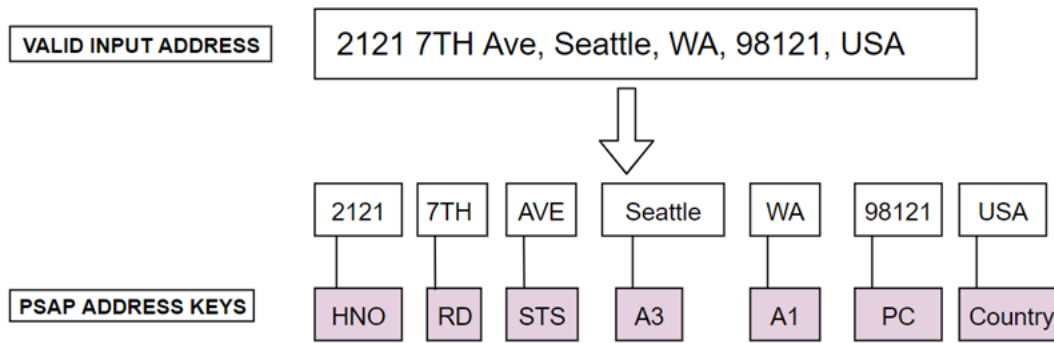 VALID INPUT ADDRESS
2121 7TH Ave, Seattle, WA, 98121, USA
2121 7TH AVE Seattle WA 98121 USA
PSAP ADDRESS KEYS
HNO RD STS A3 A1 PC Country